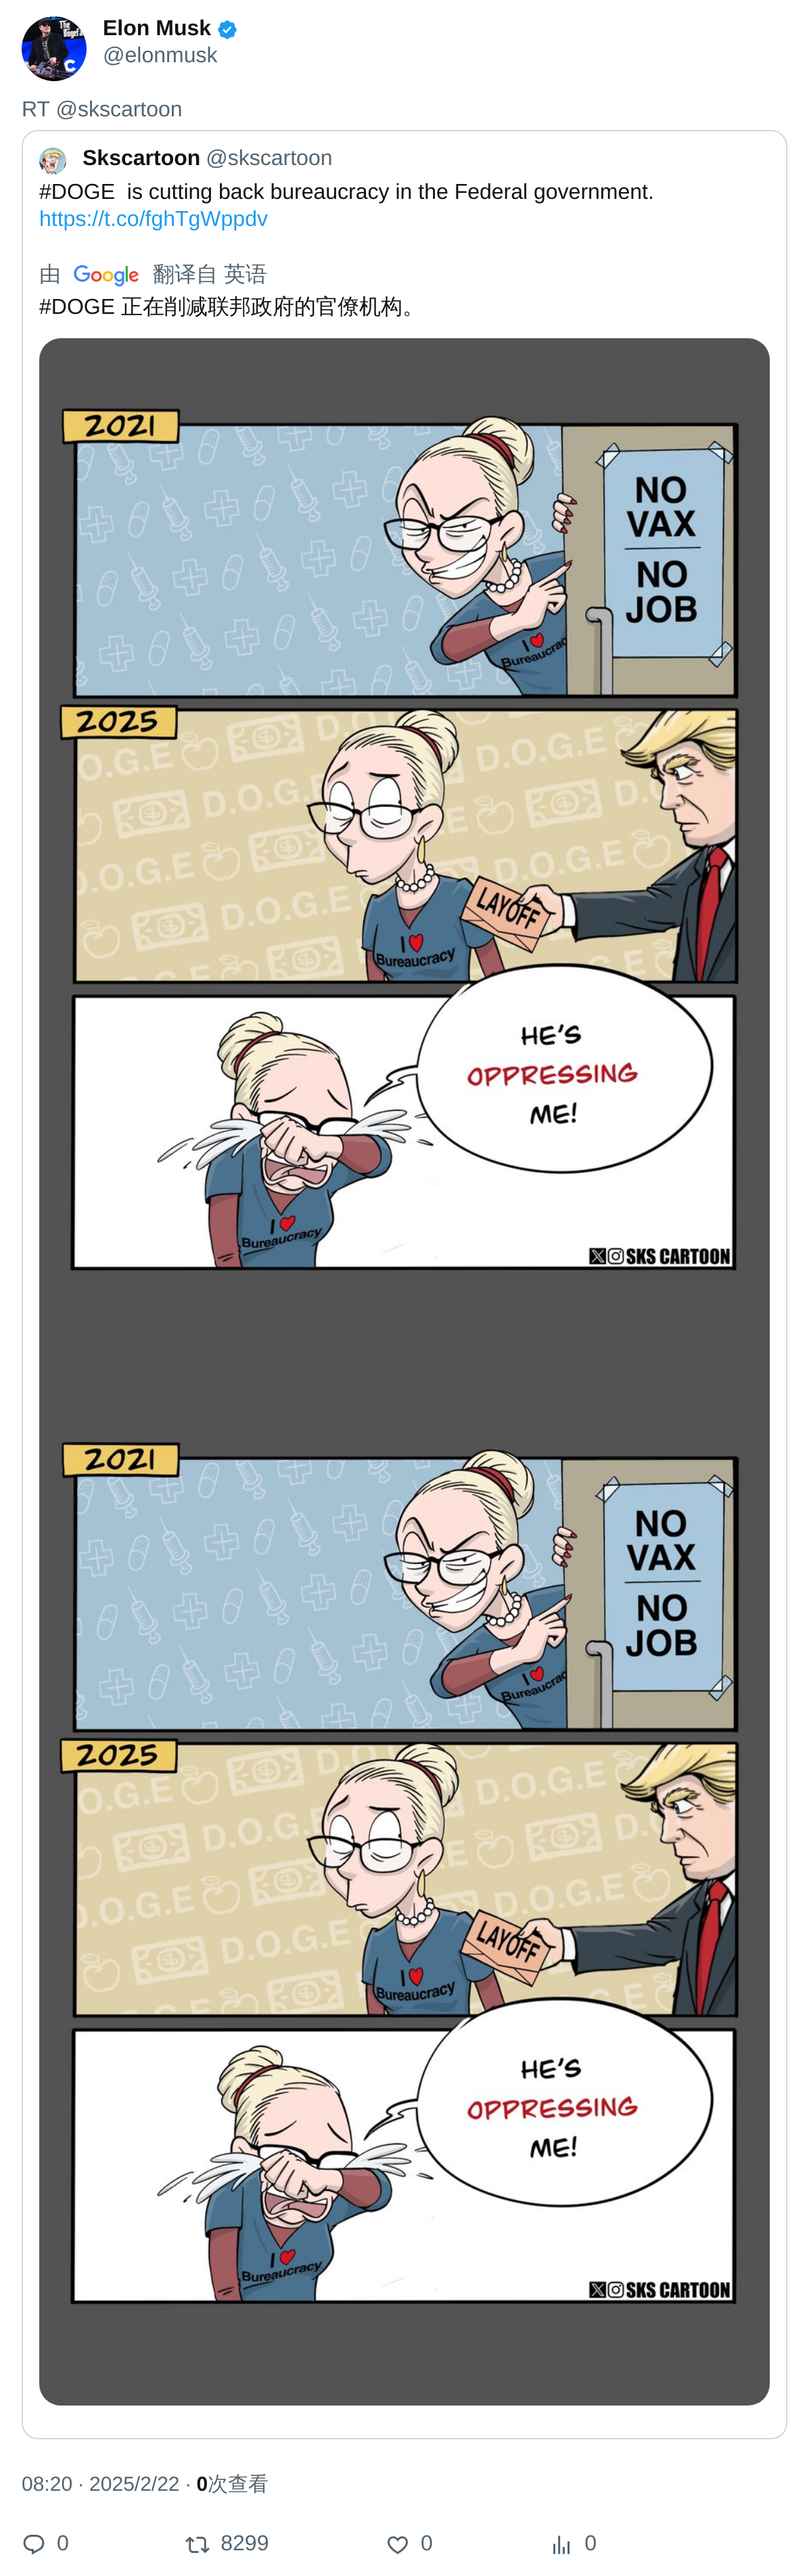 Elon Musk
@elonmusk
RT @skscartoon
Skscartoon @skscartoon
#DOGE  is cutting back bureaucracy in the Federal government.
https://t.co/fghTgWppdv
由 Google 翻译自 英语
#DOGE 正在削减联邦政府的官僚机构。
2021
NO
VAX
NO
JOB
I ❤
Bureaucrac
2025
D.O.G.E
D.O.G.E
D.O.G.E
D.O.G.E
D.O.G.E
LAYOFF
I ❤
Bureaucracy
HE'S
OPPRESSING
ME!
I ❤
Bureaucracy
SKS CARTOON
2021
NO
VAX
NO
JOB
I ❤
Bureaucrac
2025
D.O.G.E
D.O.G.E
D.O.G.E
D.O.G.E
D.O.G.E
LAYOFF
I ❤
Bureaucracy
HE'S
OPPRESSING
ME!
I ❤
Bureaucracy
SKS CARTOON
08:20 · 2025/2/22 · 0次查看
0 8299 0 0